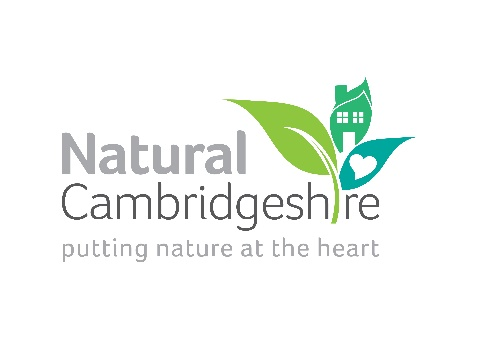 Natural
Cambridgeshire
putting nature at the heart